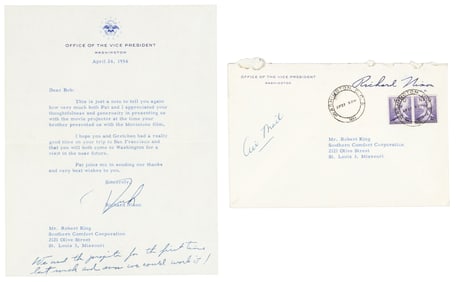 OFFICE OF THE VICE PRESIDENT
WASHINGTON
April 24, 1954
Dear Bob:
This is just a note to tell you again
how very much both Pat and I appreciated your
thoughtfulness and generosity in presenting us
with the movie projector at the time your
brother presented us with the film.
I hope you and Gretchen had a really
good time on your trip to San Francisco and
that you will both come to Washington for a
visit in the near future.
Pat joins me in sending our thanks
and very best wishes to you.
Sincerely,
Dick
Richard Nixon
Mr. Robert King
Southern Comfort Corporation
2121 Olive Street
St. Louis 1, Missouri
We used the projector for the first time
last week and even we could work it!
OFFICE OF THE VICE PRESIDENT
WASHINGTON
Richard Nixon
WASHINGTON
Air Mail
Mr. Robert King
Southern Comfort Corporation
2121 Olive Street
St. Louis 1, Missouri